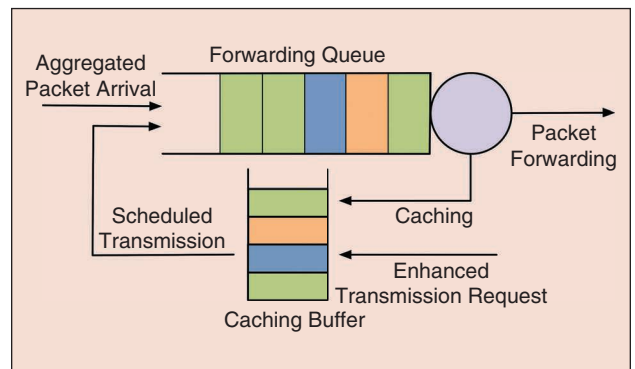 Forwarding Queue
Aggregated
Packet Arrival
Packet
Forwarding
Caching
Scheduled
Transmission
Enhanced
Transmission Request
Caching Buffer